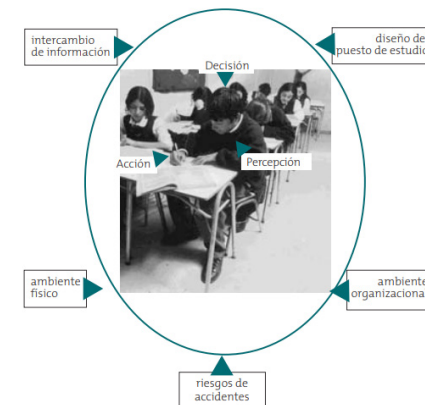 intercambio
de información
diseño de
puesto de estudio
Decisión
Acción
Percepción
ambiente
físico
ambiente
organizaciona
riesgos de
accidentes